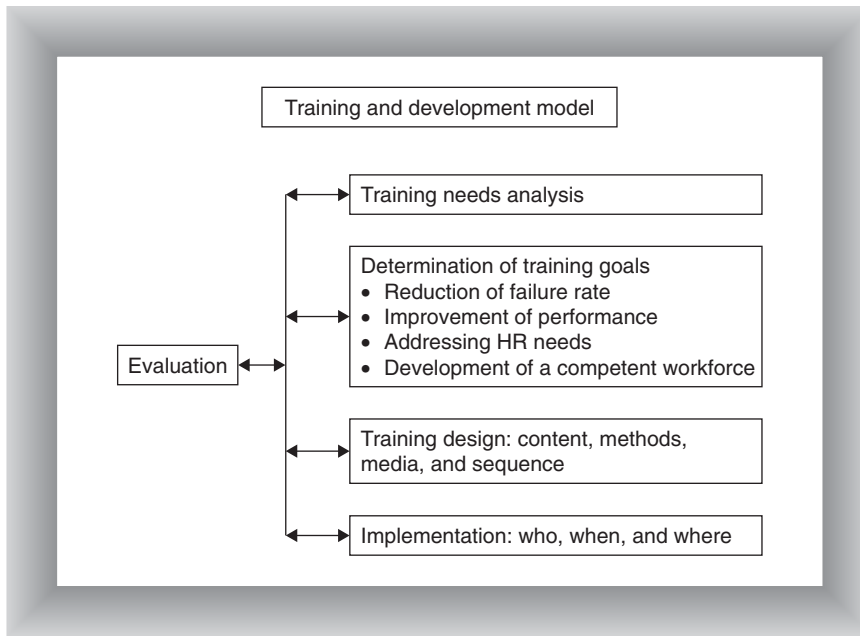 Training and development model
Training needs analysis
Determination of training goals
• Reduction of failure rate
• Improvement of performance
• Addressing HR needs
• Development of a competent workforce
Evaluation
Training design: content, methods,
media, and sequence
Implementation: who, when, and where